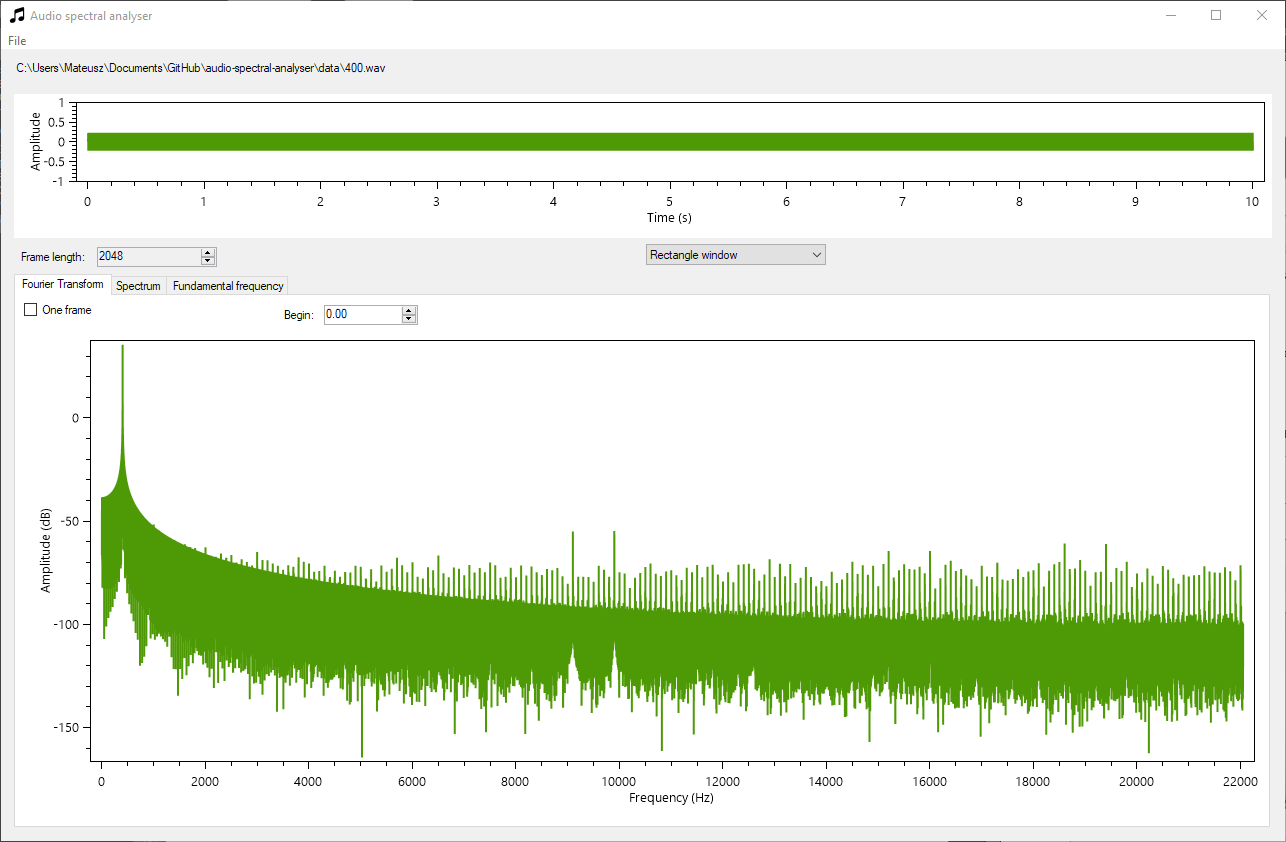 Audio spectral analyser
File
C:\Users\Mateusz\Documents\GitHub\audio-spectral-analyser\data\400.wav
Amplitude
1
0.5
0
-0.5
-1
0 1 2 3 4 5 6 7 8 9 10
Time (s)
Frame length: 2048 Rectangle window
Fourier Transform Spectrum Fundamental frequency
One frame Begin: 0.00
Amplitude (dB)
0
-50
-100
-150
0 2000 4000 6000 8000 10000 12000 14000 16000 18000 20000 22000
Frequency (Hz)